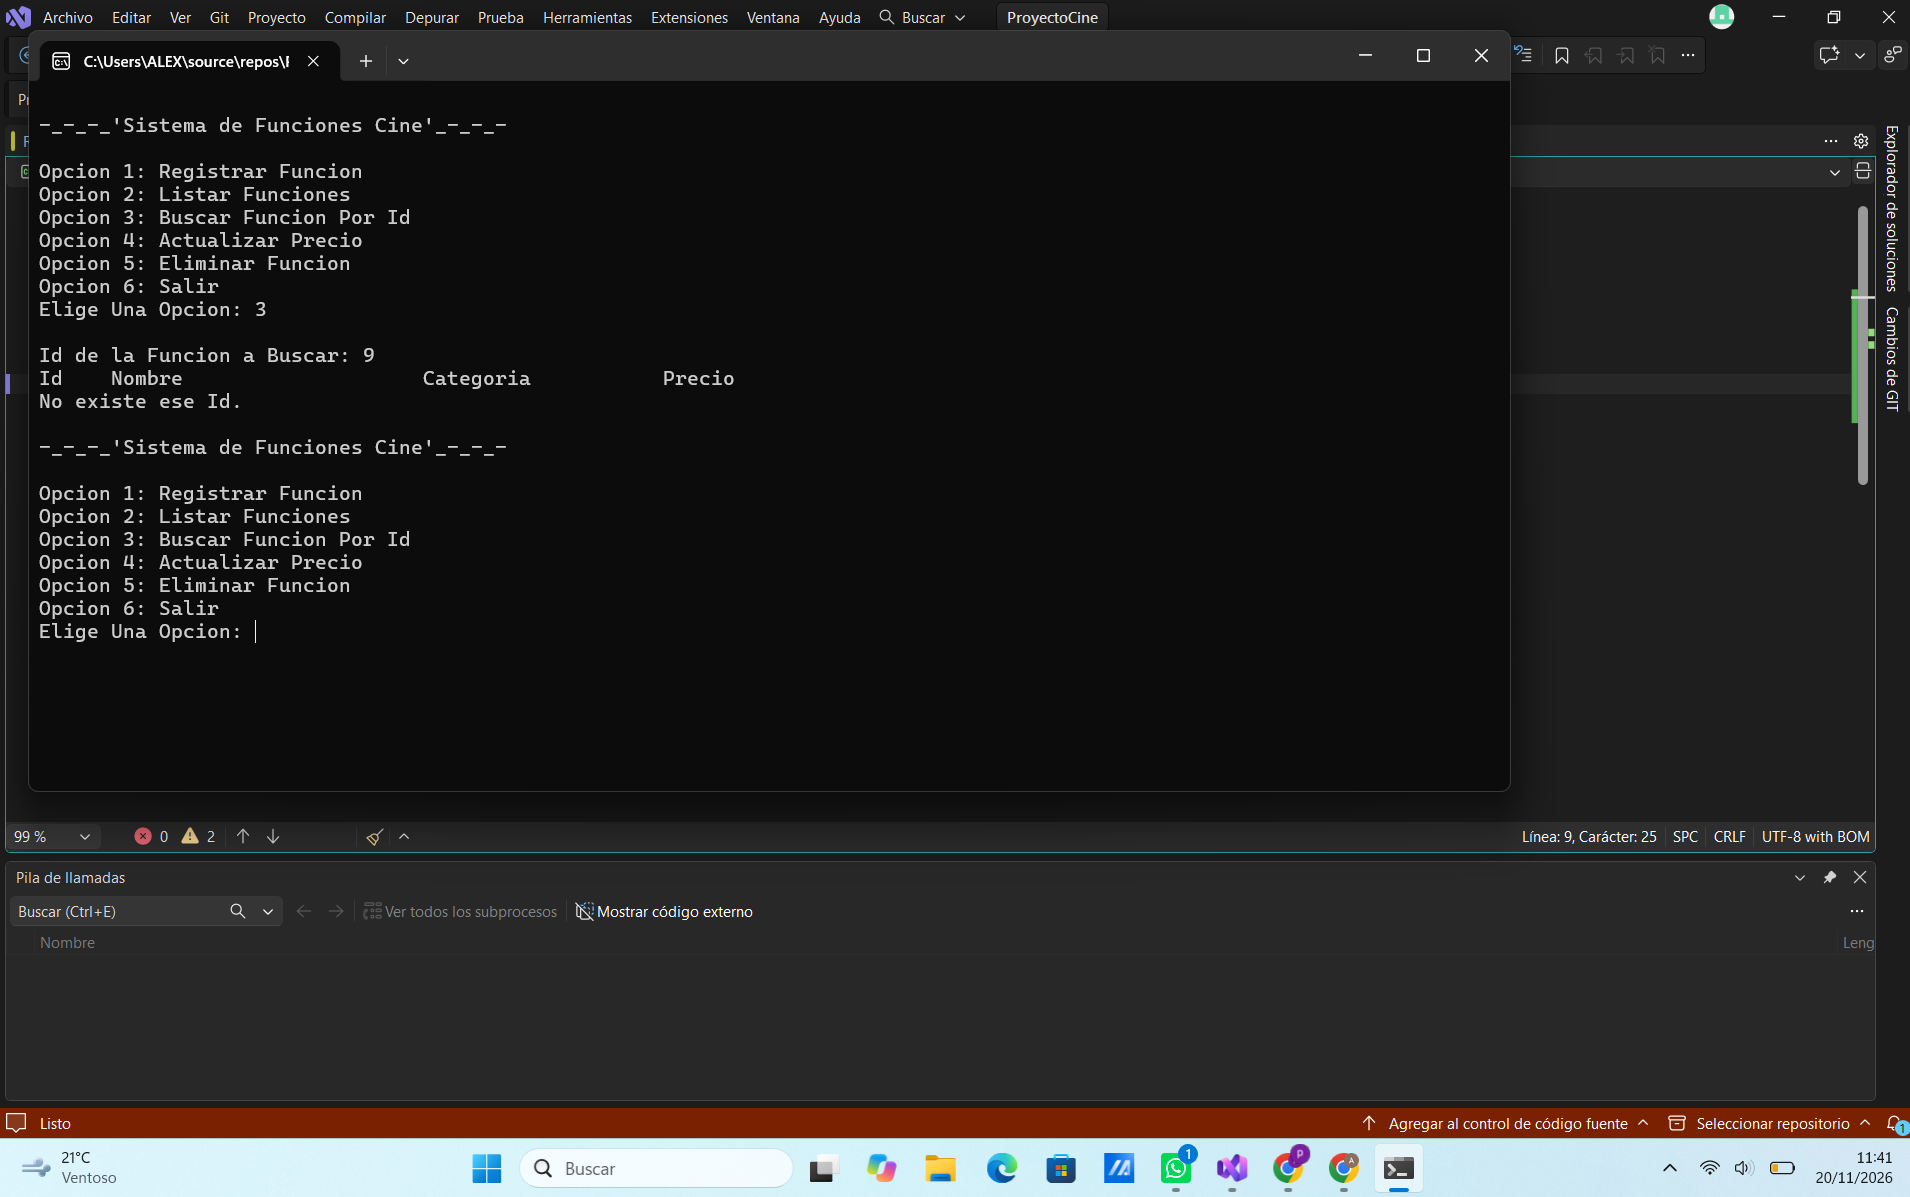 Archivo Editar Ver Git Proyecto Compilar Depurar Prueba Herramientas Extensiones Ventana Ayuda Buscar ProyectoCine
C:\Users\ALEX\source\repos\
-_-_-_'Sistema de Funciones Cine'_-_-_-
Opcion 1: Registrar Funcion
Opcion 2: Listar Funciones
Opcion 3: Buscar Funcion Por Id
Opcion 4: Actualizar Precio
Opcion 5: Eliminar Funcion
Opcion 6: Salir
Elige Una Opcion: 3
Id de la Funcion a Buscar: 9
Id Nombre Categoria Precio
No existe ese Id.
-_-_-_'Sistema de Funciones Cine'_-_-_-
Opcion 1: Registrar Funcion
Opcion 2: Listar Funciones
Opcion 3: Buscar Funcion Por Id
Opcion 4: Actualizar Precio
Opcion 5: Eliminar Funcion
Opcion 6: Salir
Elige Una Opcion:
Explorador de soluciones
Cambios de GIT
99 % 0 2 Línea: 9, Carácter: 25 SPC CRLF UTF-8 with BOM
Pila de llamadas
Buscar (Ctrl+E) Ver todos los subprocesos Mostrar código externo
Nombre Leng
Listo Agregar al control de código fuente Seleccionar repositorio 1
21°C
Ventoso
Buscar
1
P
A
11:41
20/11/2026